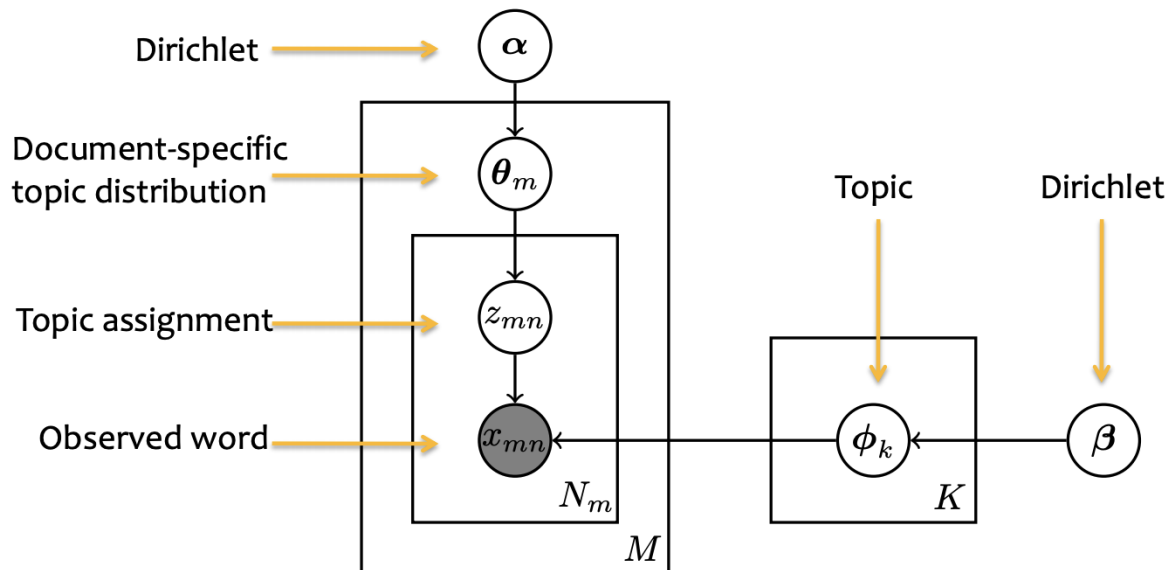 Dirichlet
α
Document-specific
topic distribution
θₘ
Topic
Dirichlet
Topic assignment
zₘₙ
Observed word
xₘₙ
ϕₖ
β
Nₘ
K
M